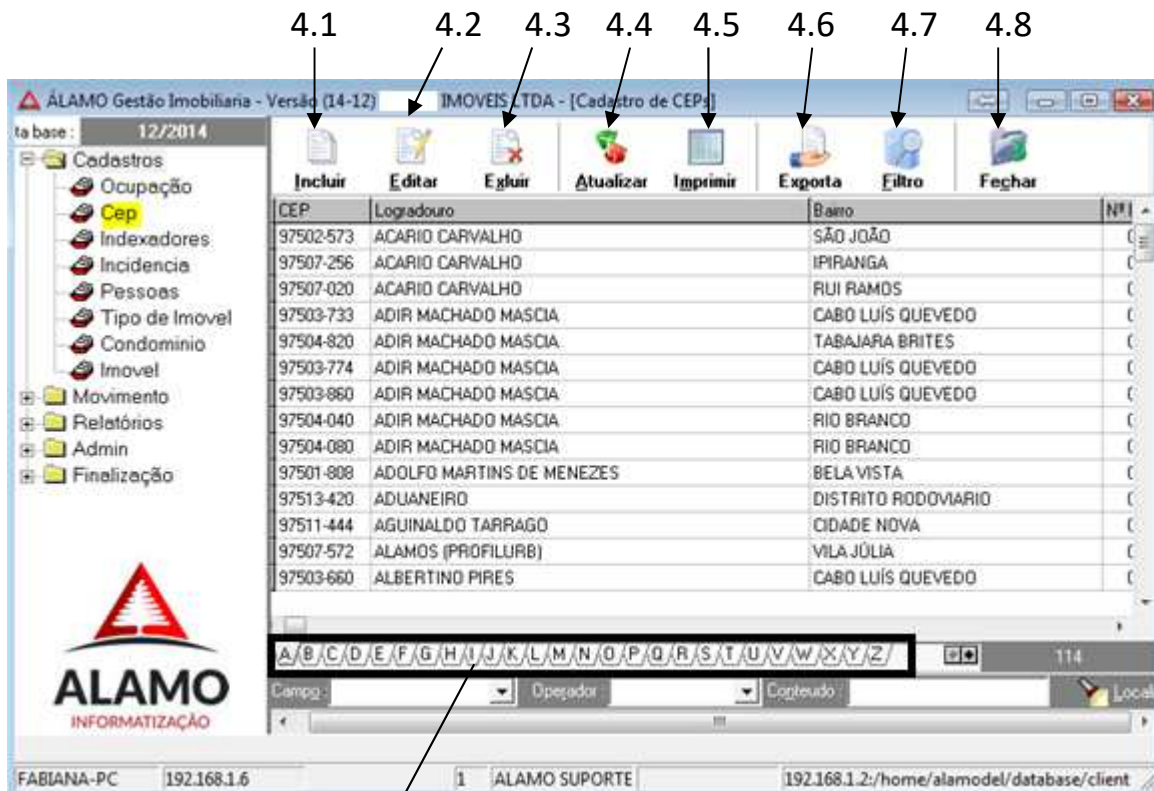 4.1 4.2 4.3 4.4 4.5 4.6 4.7 4.8
ÁLAMO Gestão Imobiliaria - Versão (14-12) IMOVEIS LTDA - [Cadastro de CEPs]
ta base : 12/2014
Incluir Editar Exluir Atualizar Imprimir Exporta Filtro Fechar
Cadastros
Ocupação
Cep
Indexadores
Incidencia
Pessoas
Tipo de Imovel
Condominio
Imovel
Movimento
Relatórios
Admin
Finalização
CEP Logradouro Bairro Nº I
97502-573 ACARIO CARVALHO SÃO JOÃO
97507-256 ACARIO CARVALHO IPIRANGA
97507-020 ACARIO CARVALHO RUI RAMOS
97503-733 ADIR MACHADO MASCIA CABO LUÍS QUEVEDO
97504-820 ADIR MACHADO MASCIA TABAJARA BRITES
97503-774 ADIR MACHADO MASCIA CABO LUÍS QUEVEDO
97503-860 ADIR MACHADO MASCIA CABO LUÍS QUEVEDO
97504-040 ADIR MACHADO MASCIA RIO BRANCO
97504-080 ADIR MACHADO MASCIA RIO BRANCO
97501-808 ADOLFO MARTINS DE MENEZES BELA VISTA
97513-420 ADUANEIRO DISTRITO RODOVIARIO
97511-444 AGUINALDO TARRAGO CIDADE NOVA
97507-572 ALAMOS (PROFILURB) VILA JÚLIA
97503-660 ALBERTINO PIRES CABO LUÍS QUEVEDO
A B C D E F G H I J K L M N O P Q R S T U V W X Y Z 114
Campo : Operador Conteudo : Local
ALAMO
INFORMATIZAÇÃO
FABIANA-PC 192.168.1.6 1 ALAMO SUPORTE 192.168.1.2:/home/alamodel/database/client